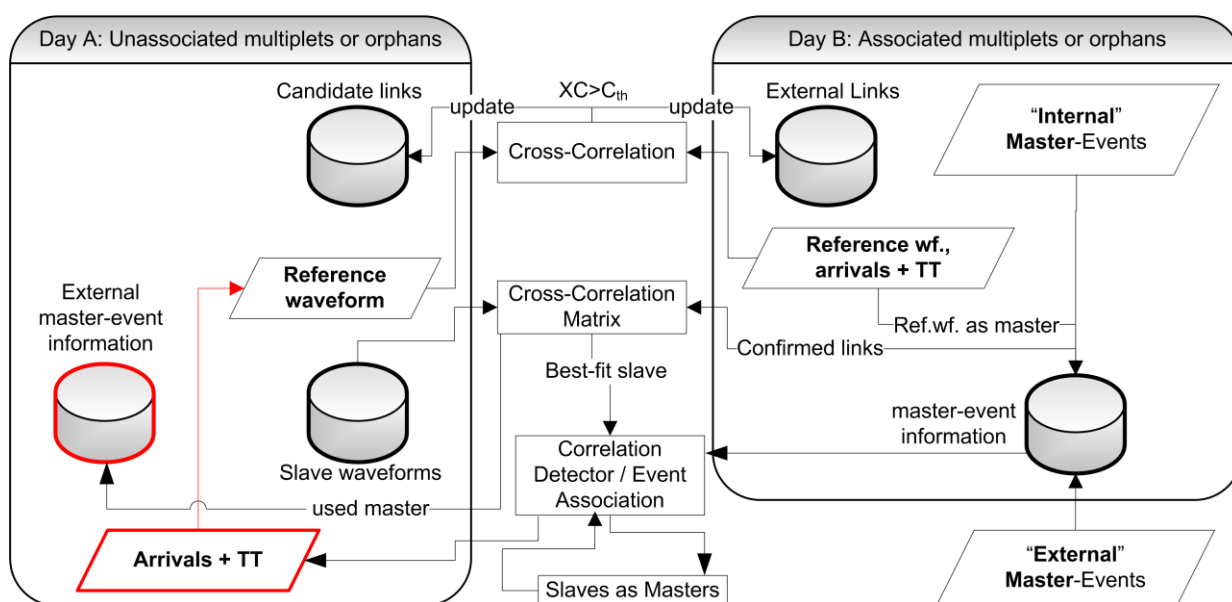 Day A: Unassociated multiplets or orphans
Day B: Associated multiplets or orphans
Candidate links
update
XC>Cth
update
External Links
"Internal"
Master-Events
Cross-Correlation
Reference
waveform
Reference wf.,
arrivals + TT
External
master-event
information
Cross-Correlation
Matrix
Ref.wf. as master
Confirmed links
Best-fit slave
master-event
information
Slave waveforms
Correlation
Detector / Event
Association
used master
Arrivals + TT
"External"
Master-Events
Slaves as Masters